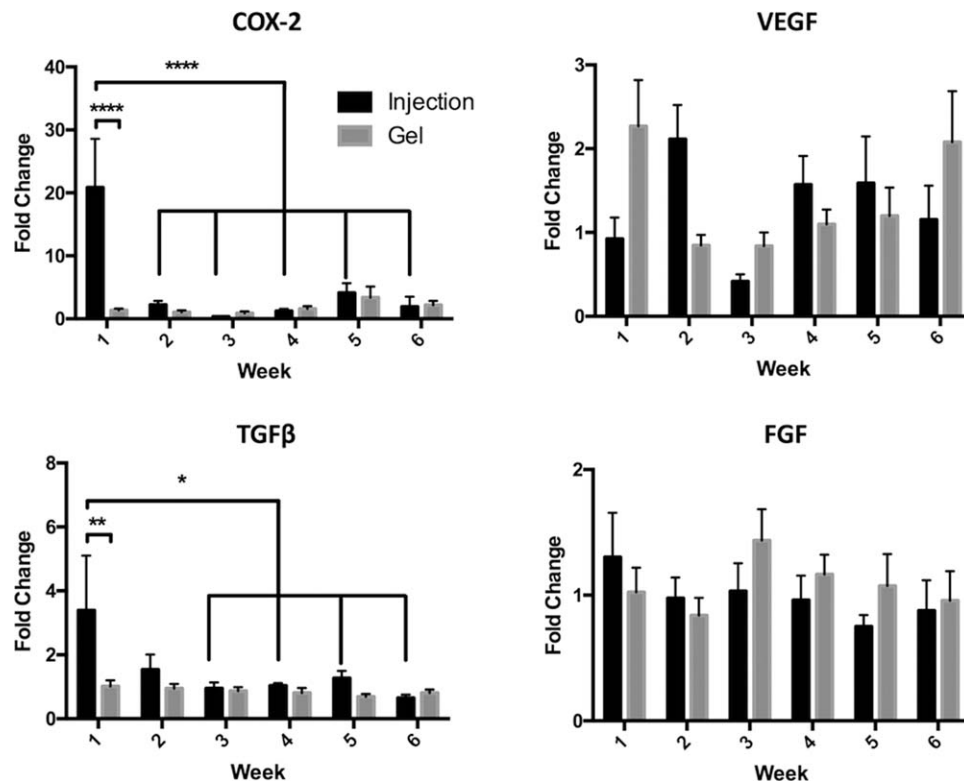 COX-2
****
****
Injection
Gel
40
30
20
10
0
Fold Change
1 2 3 4 5 6
Week
VEGF
3
2
1
0
Fold Change
1 2 3 4 5 6
Week
TGFβ
*
**
8
6
4
2
0
Fold Change
1 2 3 4 5 6
Week
FGF
2
1
0
Fold Change
1 2 3 4 5 6
Week